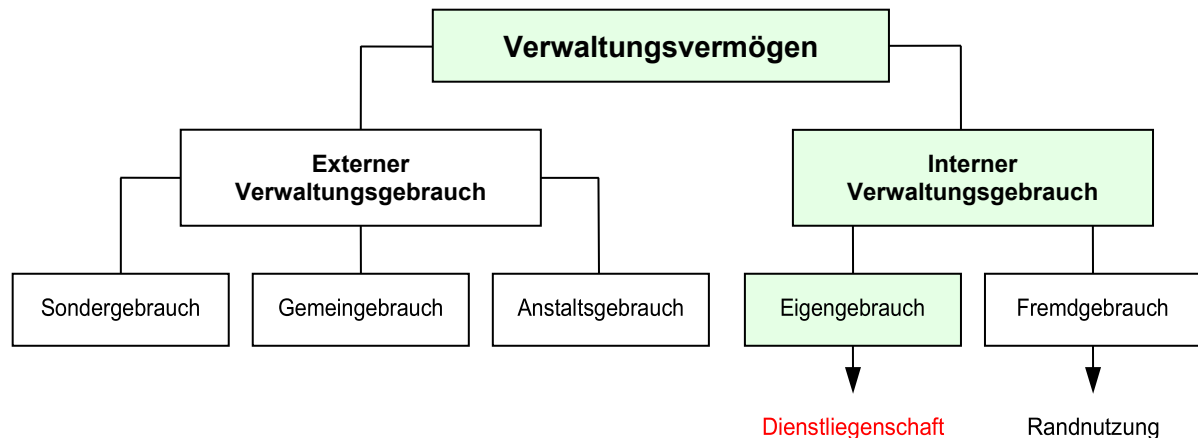 Verwaltungsvermögen
Externer
Verwaltungsgebrauch
Interner
Verwaltungsgebrauch
Sondergebrauch
Gemeingebrauch
Anstaltsgebrauch
Eigengebrauch
Fremdgebrauch
Dienstliegenschaft
Randnutzung